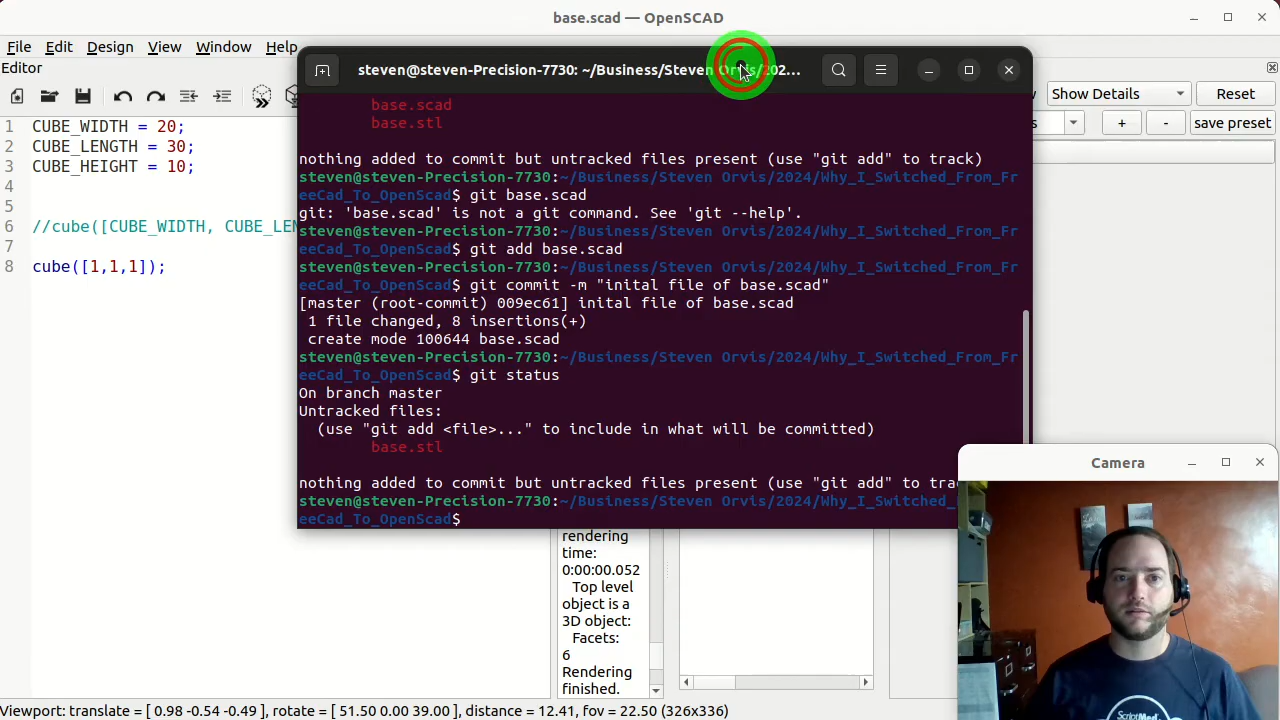 base.scad — OpenSCAD
File Edit Design View Window Help
Editor
Show Details
Reset
s
+
-
save preset
1 CUBE_WIDTH = 20;
2 CUBE_LENGTH = 30;
3 CUBE_HEIGHT = 10;
4
5
6 //cube([CUBE_WIDTH, CUBE_LEN
7
8 cube([1,1,1]);
steven@steven-Precision-7730: ~/Business/Steven Orvis/202...
base.scad
base.stl
nothing added to commit but untracked files present (use "git add" to track)
steven@steven-Precision-7730:~/Business/Steven Orvis/2024/Why_I_Switched_From_Fr
eeCad_To_OpenScad$ git base.scad
git: 'base.scad' is not a git command. See 'git --help'.
steven@steven-Precision-7730:~/Business/Steven Orvis/2024/Why_I_Switched_From_Fr
eeCad_To_OpenScad$ git add base.scad
steven@steven-Precision-7730:~/Business/Steven Orvis/2024/Why_I_Switched_From_Fr
eeCad_To_OpenScad$ git commit -m "inital file of base.scad"
[master (root-commit) 009ec61] inital file of base.scad
1 file changed, 8 insertions(+)
create mode 100644 base.scad
steven@steven-Precision-7730:~/Business/Steven Orvis/2024/Why_I_Switched_From_Fr
eeCad_To_OpenScad$ git status
On branch master
Untracked files:
(use "git add <file>..." to include in what will be committed)
base.stl
nothing added to commit but untracked files present (use "git add" to trac
steven@steven-Precision-7730:~/Business/Steven Orvis/2024/Why_I_Switched_
eeCad_To_OpenScad$
Camera
rendering
time:
0:00:00.052
Top level
object is a
3D object:
Facets:
6
Rendering
finished.
Viewport: translate = [ 0.98 -0.54 -0.49 ], rotate = [ 51.50 0.00 39.00 ], distance = 12.41, fov = 22.50 (326x336)